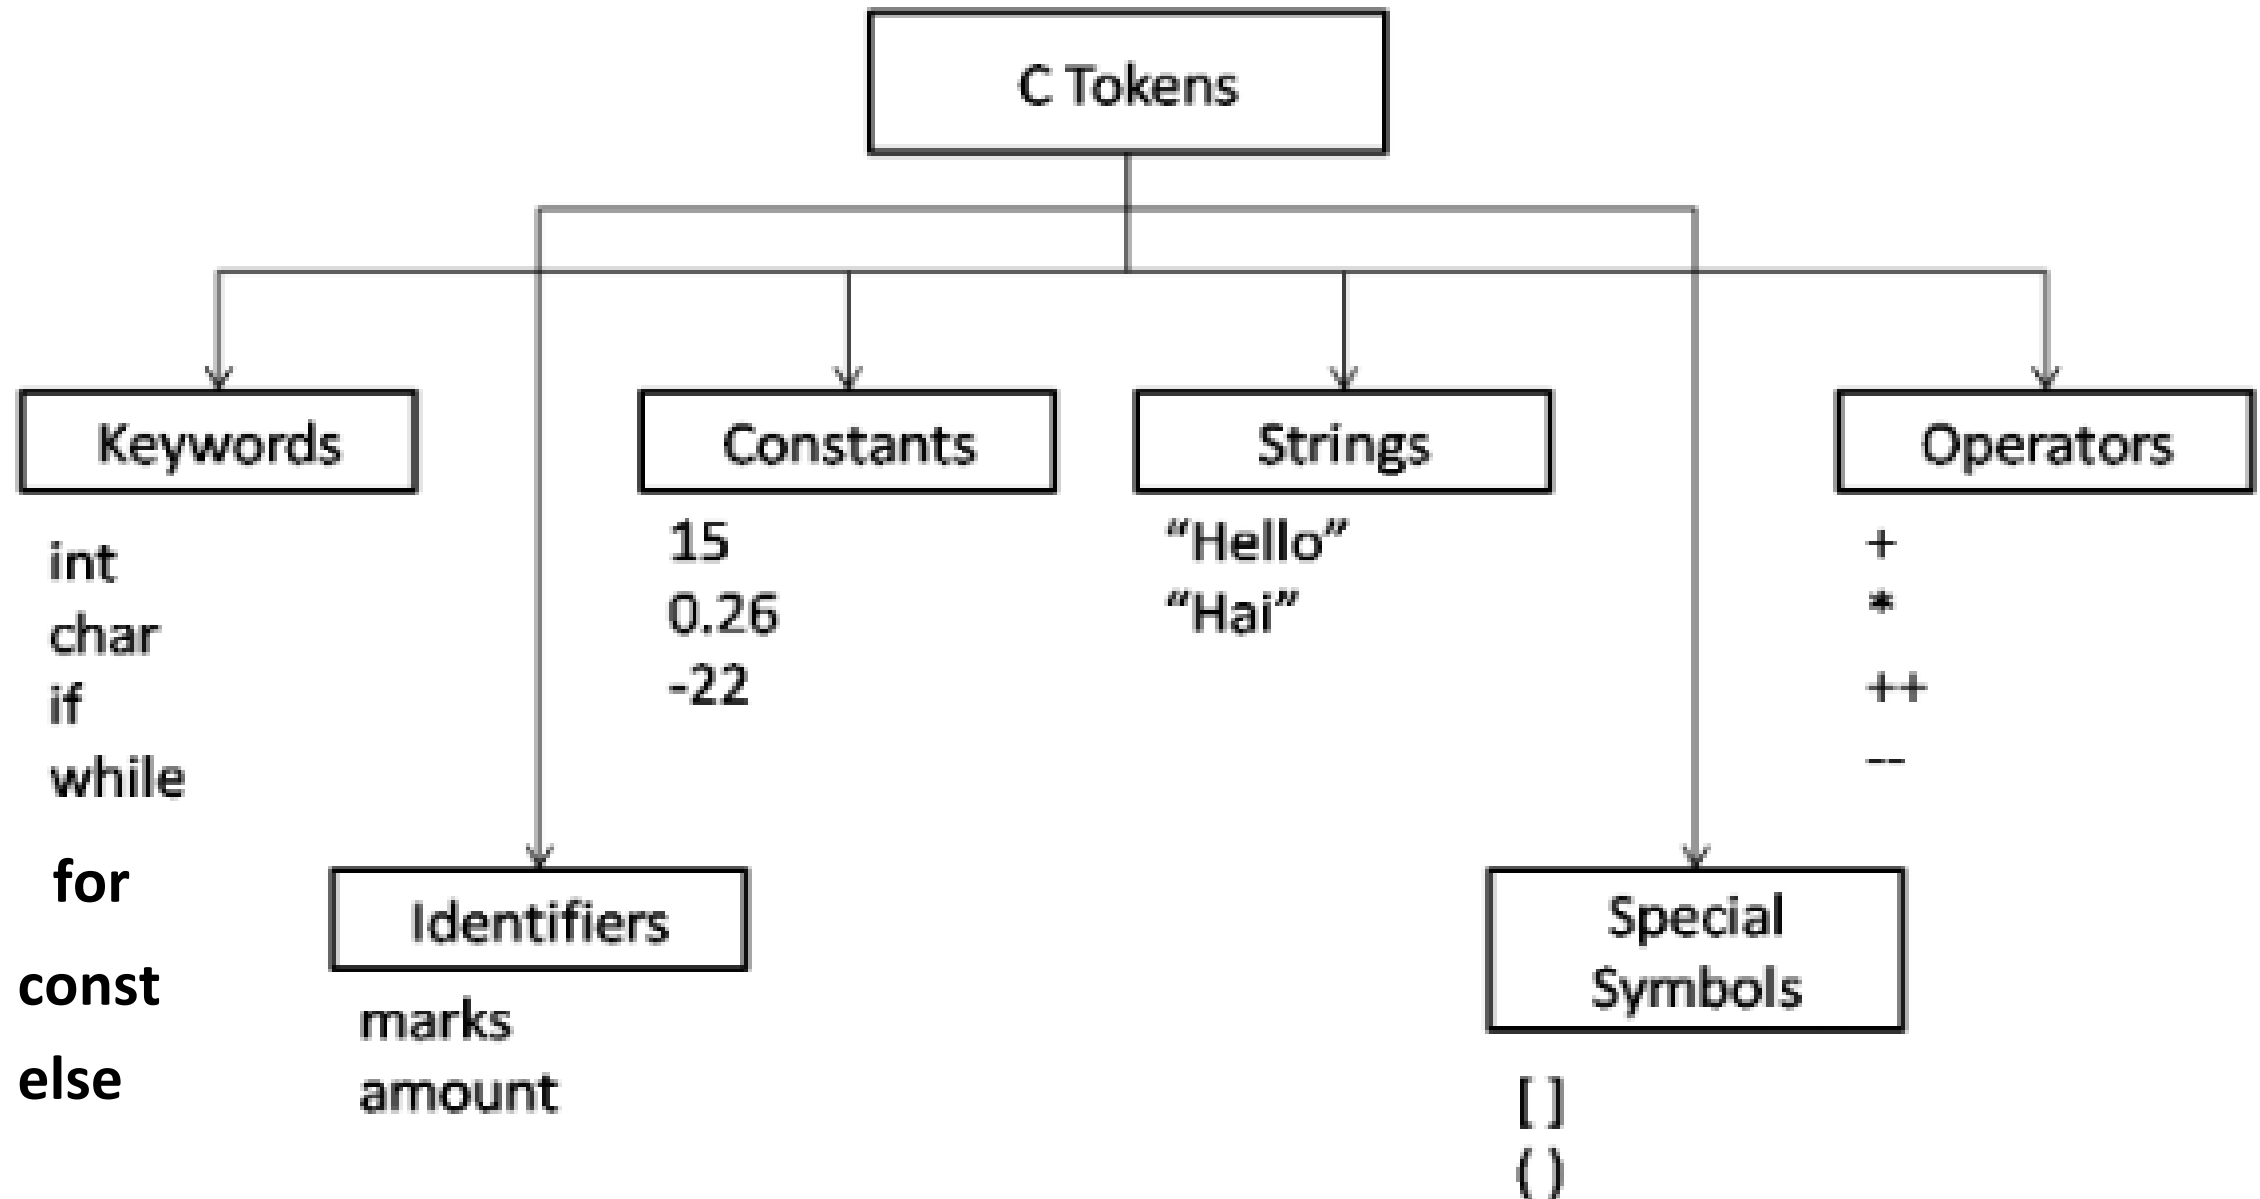 C Tokens
Keywords
int
char
if
while
for
const
else
Identifiers
marks
amount
Constants
15
0.26
-22
Strings
“Hello”
“Hai”
Special
Symbols
[ ]
( )
Operators
+
*
++
--